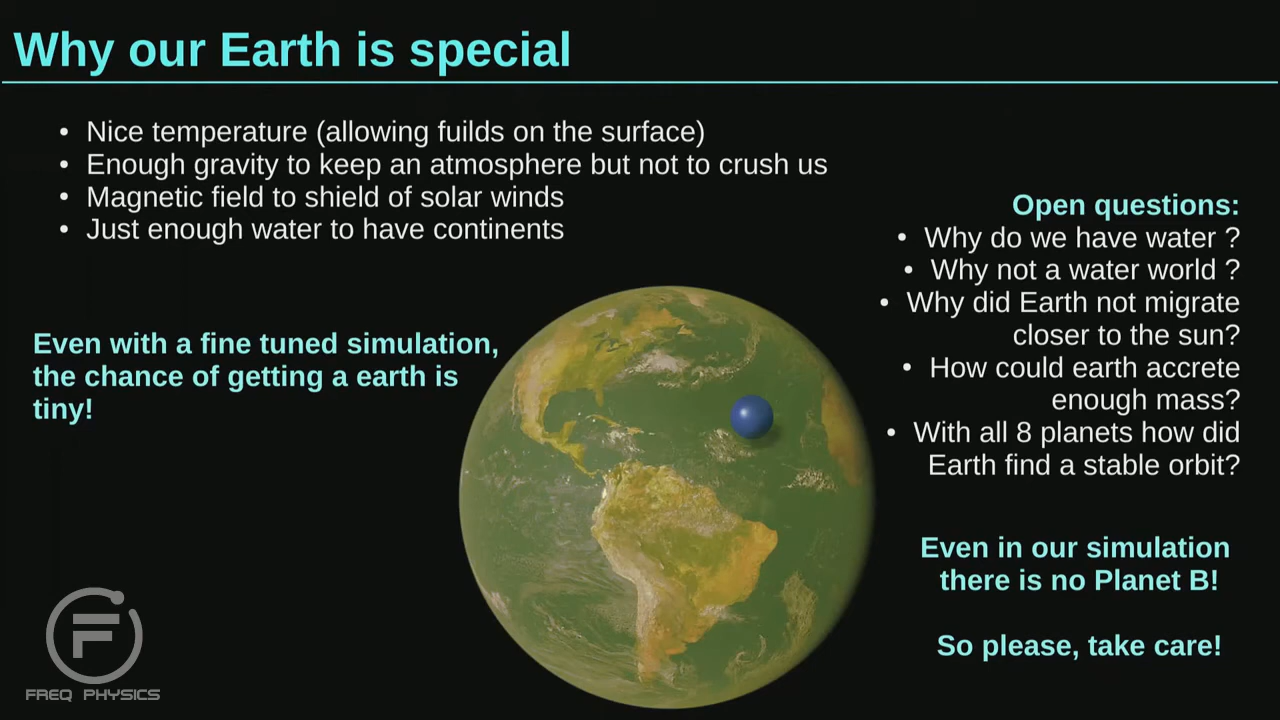 Why our Earth is special
• Nice temperature (allowing fuilds on the surface)
• Enough gravity to keep an atmosphere but not to crush us
• Magnetic field to shield of solar winds
• Just enough water to have continents
Even with a fine tuned simulation,
the chance of getting a earth is
tiny!
Open questions:
• Why do we have water ?
• Why not a water world ?
• Why did Earth not migrate
closer to the sun?
• How could earth accrete
enough mass?
• With all 8 planets how did
Earth find a stable orbit?
Even in our simulation
there is no Planet B!
So please, take care!
FREQ PHYSICS